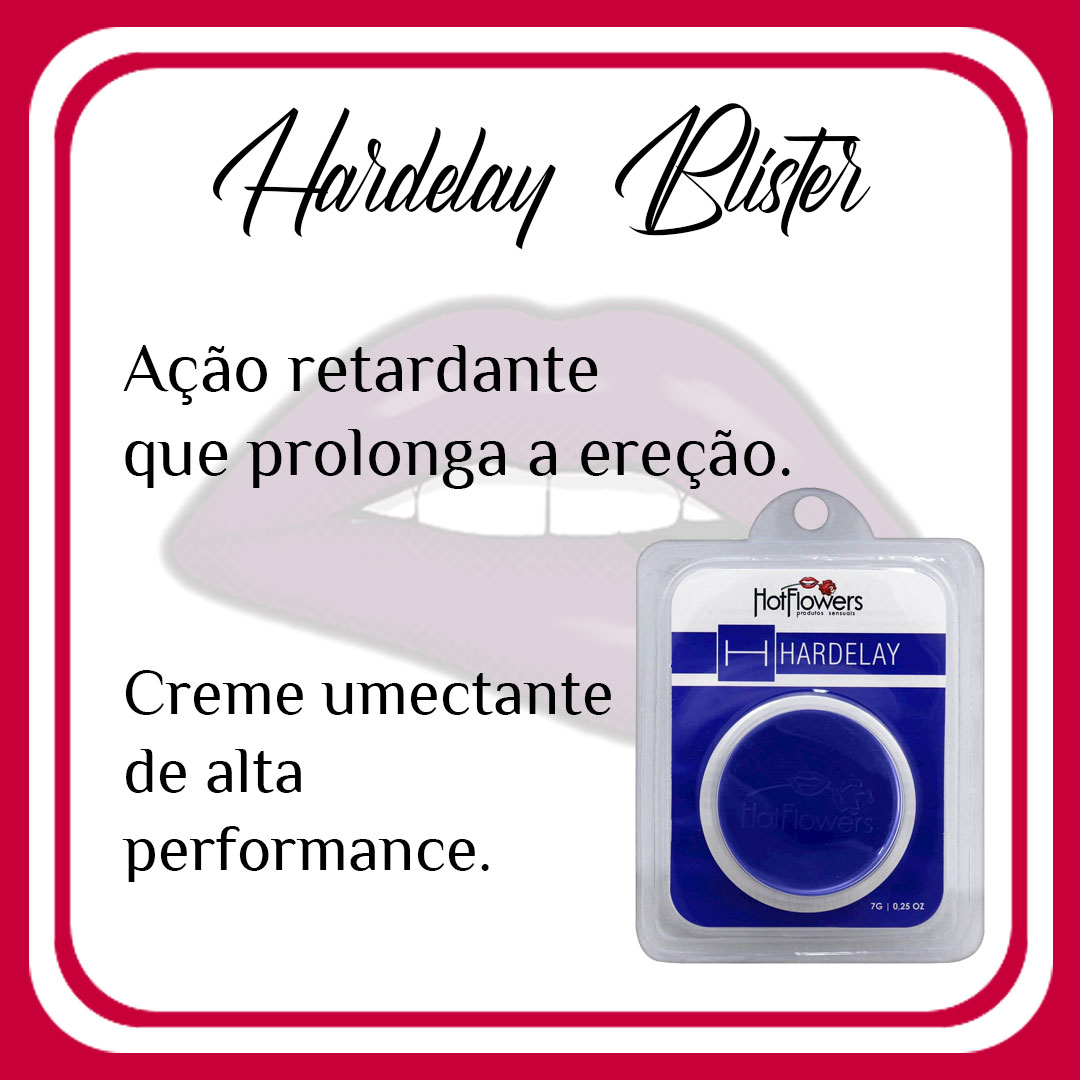 Hardelay Blister
Ação retardante
que prolonga a ereção.
Creme umectante
de alta
performance.
HotFlowers
produtos sensuais
H HARDELAY
HotFlowers
7G | 0,25 OZ